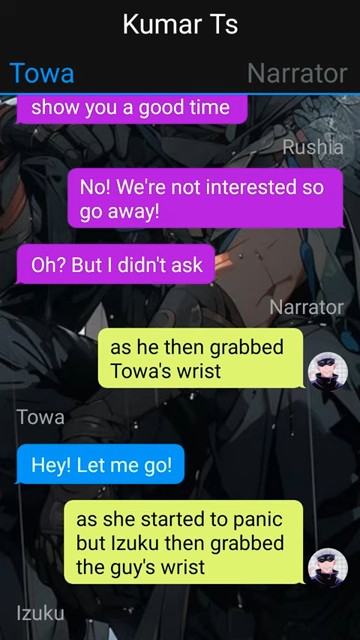 Kumar Ts
Towa
Narrator
show you a good time
Rushia
No! We're not interested so
go away!
Oh? But I didn't ask
Narrator
as he then grabbed
Towa's wrist
Towa
Hey! Let me go!
as she started to panic
but Izuku then grabbed
the guy's wrist
Izuku